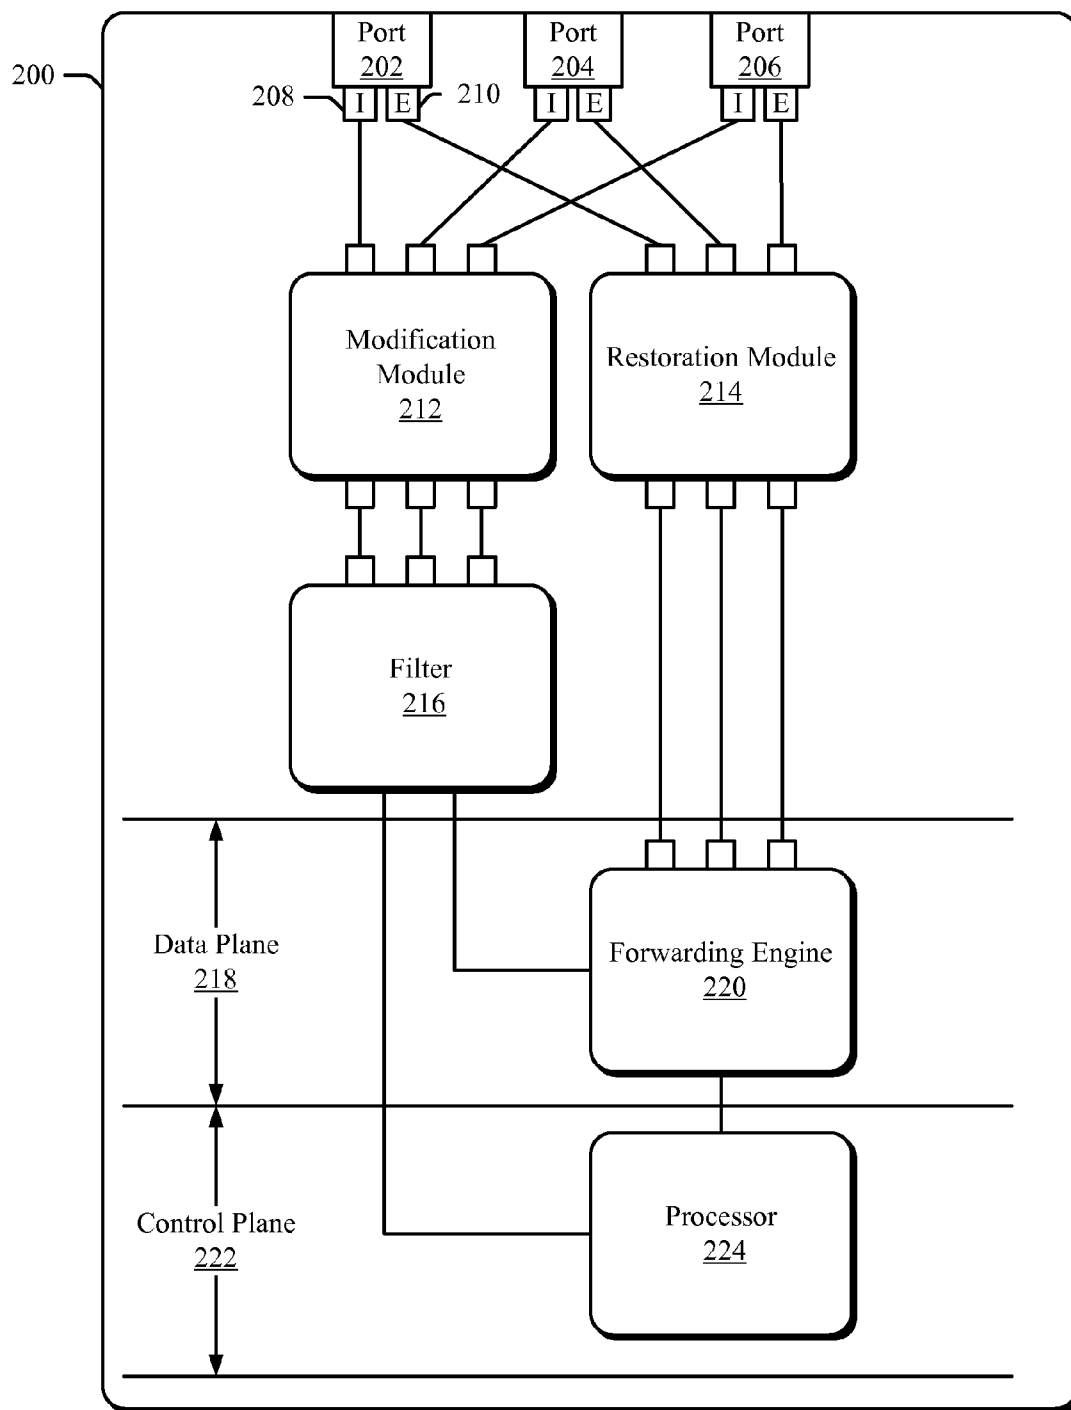 Port
202
Port
204
Port
206
200
208
I
E
210
I
E
I
E
Modification
Module
212
Restoration Module
214
Filter
216
Data Plane
218
Forwarding Engine
220
Control Plane
222
Processor
224